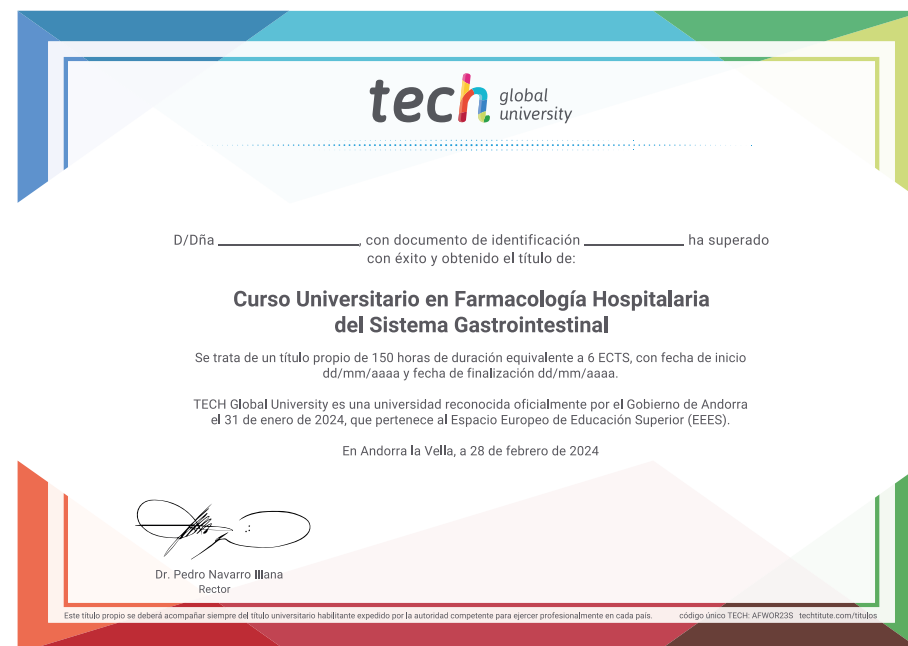 tech global university
D/Dña ____________________, con documento de identificación ______________ ha superado
con éxito y obtenido el título de:
Curso Universitario en Farmacología Hospitalaria
del Sistema Gastrointestinal
Se trata de un título propio de 150 horas de duración equivalente a 6 ECTS, con fecha de inicio
dd/mm/aaaa y fecha de finalización dd/mm/aaaa.
TECH Global University es una universidad reconocida oficialmente por el Gobierno de Andorra
el 31 de enero de 2024, que pertenece al Espacio Europeo de Educación Superior (EEES).
En Andorra la Vella, a 28 de febrero de 2024
Dr. Pedro Navarro Illana
Rector
Este título propio se deberá acompañar siempre del título universitario habilitante expedido por la autoridad competente para ejercer profesionalmente en cada país. código único TECH: AFWOR23S techtitute.com/títulos